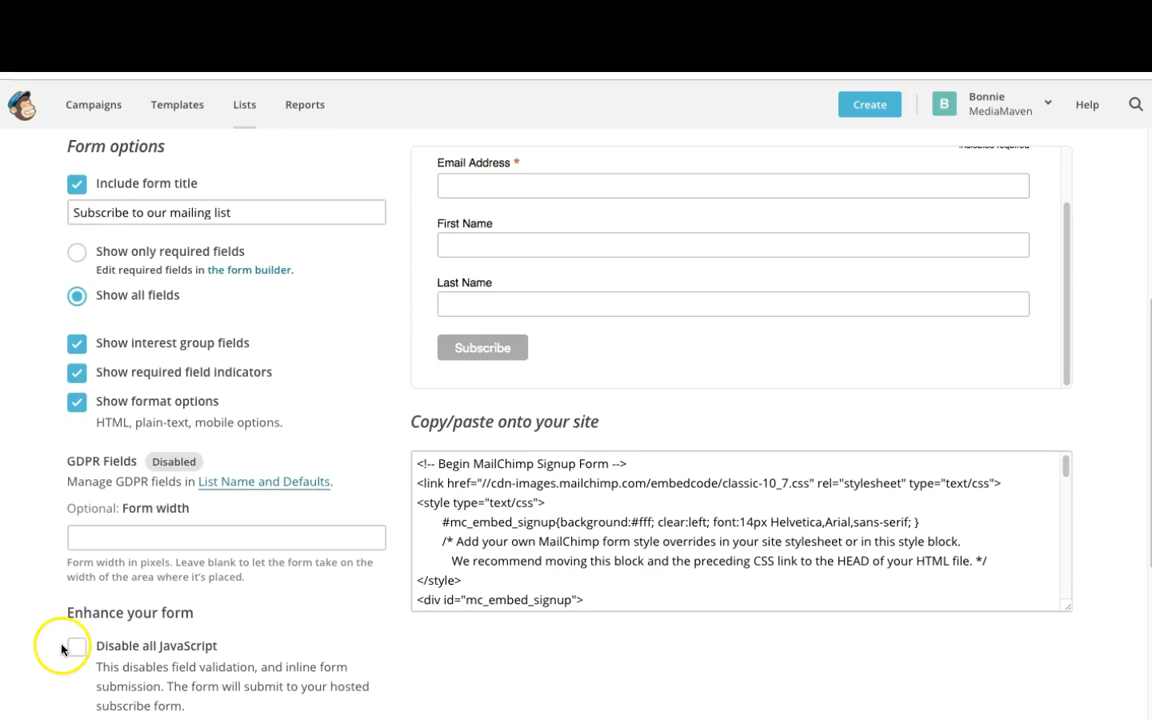 Campaigns Templates Lists Reports Create B Bonnie MediaMaven Help
Form options
Include form title
Subscribe to our mailing list
Show only required fields
Edit required fields in the form builder.
Show all fields
Show interest group fields
Show required field indicators
Show format options
HTML, plain-text, mobile options.
GDPR Fields Disabled
Manage GDPR fields in List Name and Defaults.
Optional: Form width
Form width in pixels. Leave blank to let the form take on the
width of the area where it's placed.
Enhance your form
Disable all JavaScript
This disables field validation, and inline form
submission. The form will submit to your hosted
subscribe form.
indicates required
Email Address *
First Name
Last Name
Subscribe
Copy/paste onto your site
<!-- Begin MailChimp Signup Form -->
<link href="//cdn-images.mailchimp.com/embedcode/classic-10_7.css" rel="stylesheet" type="text/css">
<style type="text/css">
#mc_embed_signup{background:#fff; clear:left; font:14px Helvetica,Arial,sans-serif; }
/* Add your own MailChimp form style overrides in your site stylesheet or in this style block.
We recommend moving this block and the preceding CSS link to the HEAD of your HTML file. */
</style>
<div id="mc_embed_signup">